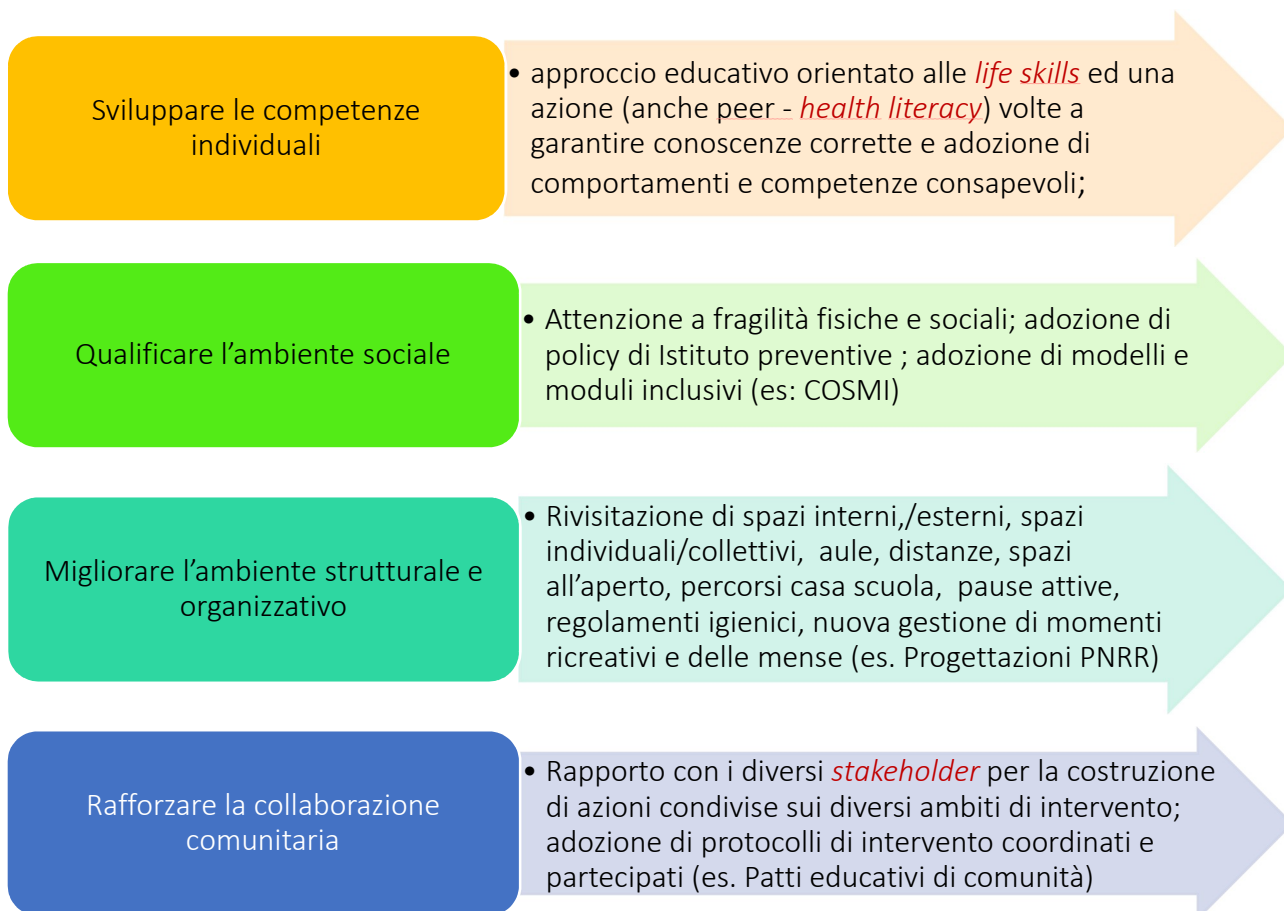 Sviluppare le competenze
individuali
• approccio educativo orientato alle life skills ed una
azione (anche peer - health literacy) volte a
garantire conoscenze corrette e adozione di
comportamenti e competenze consapevoli;
Qualificare l’ambiente sociale
• Attenzione a fragilità fisiche e sociali; adozione di
policy di Istituto preventive ; adozione di modelli e
moduli inclusivi (es: COSMI)
Migliorare l’ambiente strutturale e
organizzativo
• Rivisitazione di spazi interni,/esterni, spazi
individuali/collettivi, aule, distanze, spazi
all’aperto, percorsi casa scuola, pause attive,
regolamenti igienici, nuova gestione di momenti
ricreativi e delle mense (es. Progettazioni PNRR)
Rafforzare la collaborazione
comunitaria
• Rapporto con i diversi stakeholder per la costruzione
di azioni condivise sui diversi ambiti di intervento;
adozione di protocolli di intervento coordinati e
partecipati (es. Patti educativi di comunità)